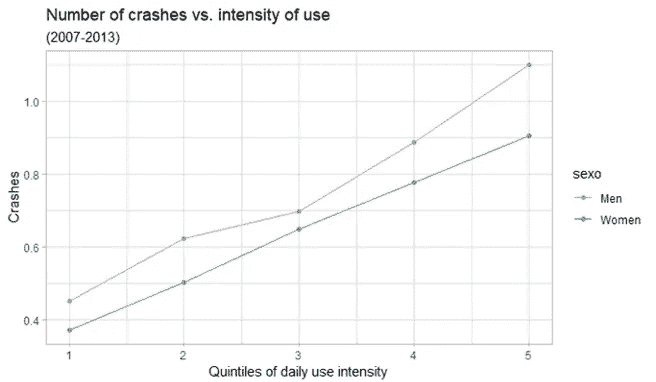 Number of crashes vs. intensity of use
(2007-2013)
1.0
0.8
0.6
0.4
Crashes
1 2 3 4 5
Quintiles of daily use intensity
sexo
Men
Women